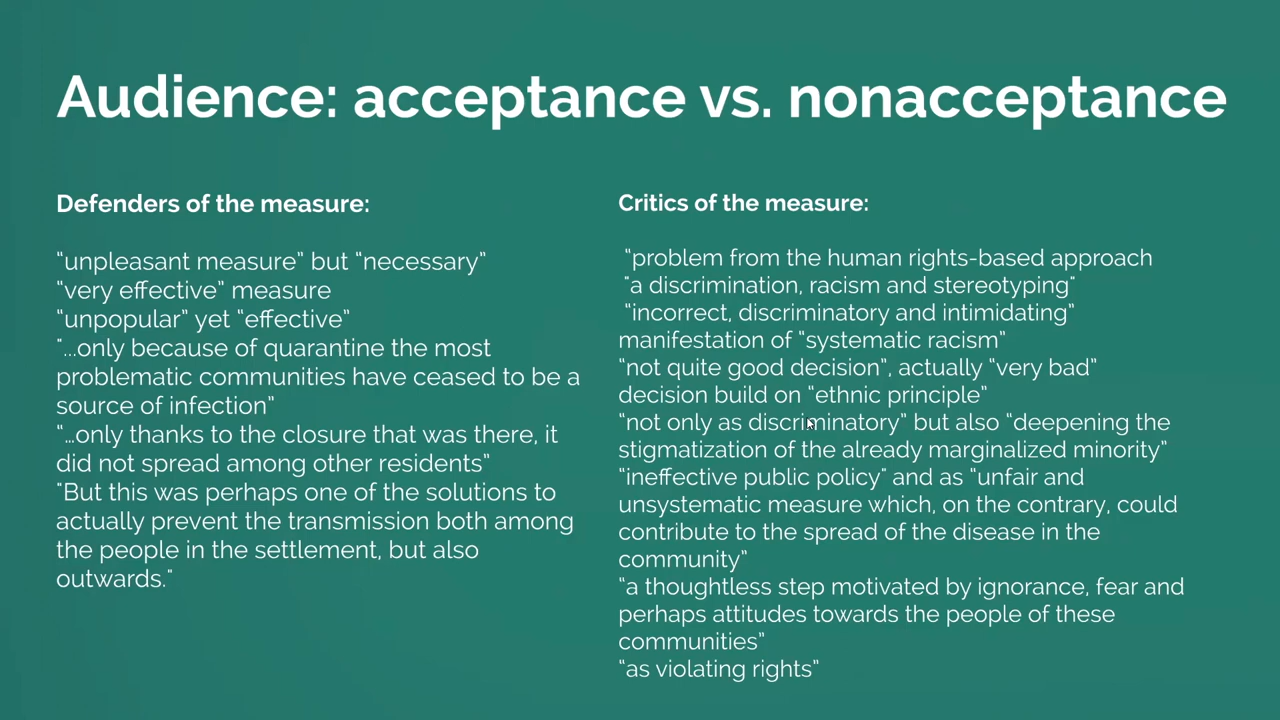 Audience: acceptance vs. nonacceptance
Defenders of the measure:
“unpleasant measure” but “necessary”
“very effective” measure
“unpopular” yet “effective”
"...only because of quarantine the most
problematic communities have ceased to be a
source of infection”
“…only thanks to the closure that was there, it
did not spread among other residents”
"But this was perhaps one of the solutions to
actually prevent the transmission both among
the people in the settlement, but also
outwards."
Critics of the measure:
“problem from the human rights-based approach
"a discrimination, racism and stereotyping"
“incorrect, discriminatory and intimidating”
manifestation of “systematic racism”
“not quite good decision”, actually “very bad”
decision build on “ethnic principle”
“not only as discriminatory” but also “deepening the
stigmatization of the already marginalized minority”
“ineffective public policy" and as “unfair and
unsystematic measure which, on the contrary, could
contribute to the spread of the disease in the
community”
“a thoughtless step motivated by ignorance, fear and
perhaps attitudes towards the people of these
communities”
“as violating rights”